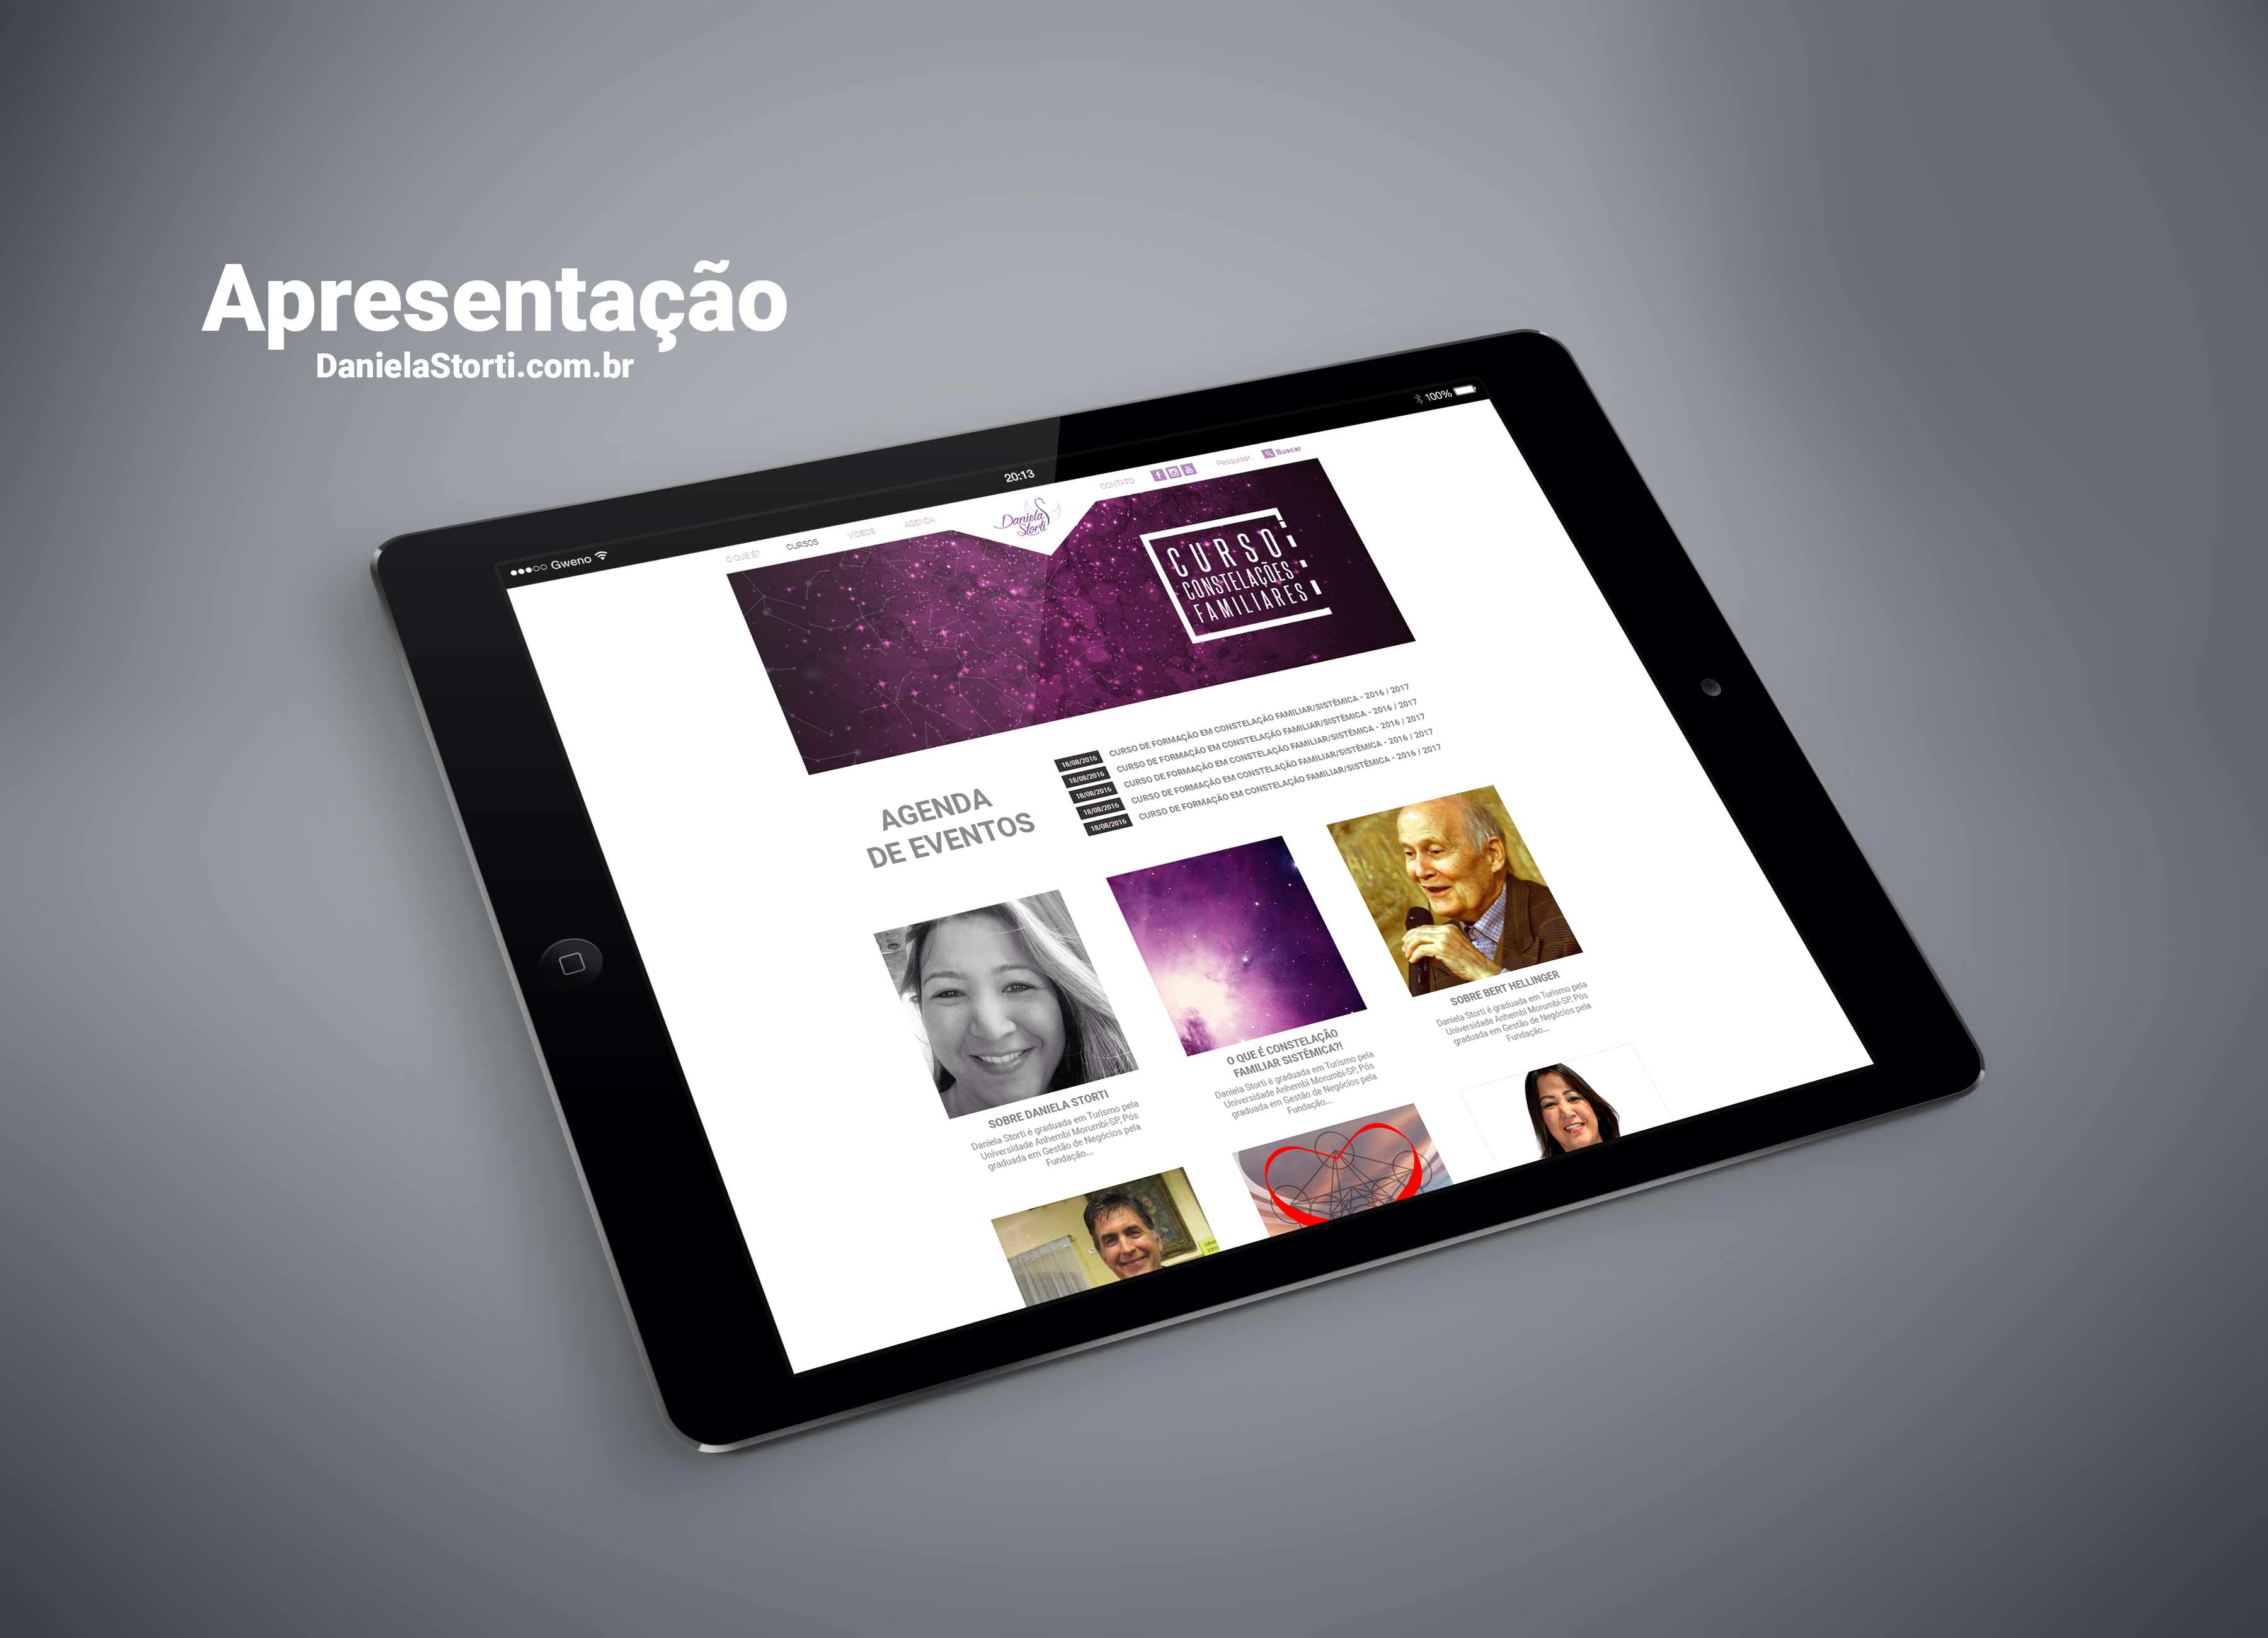 Apresentação
DanielaStorti.com.br
Gweno
20:13
100%
O QUE É?
CURSOS
VÍDEOS
AGENDA
Daniela
Storti
CONTATO
Pesquisar...
Buscar
CURSO
CONSTELAÇÕES
FAMILIARES
AGENDA
DE EVENTOS
18/08/2016 CURSO DE FORMAÇÃO EM CONSTELAÇÃO FAMILIAR/SISTÊMICA - 2016 / 2017
18/08/2016 CURSO DE FORMAÇÃO EM CONSTELAÇÃO FAMILIAR/SISTÊMICA - 2016 / 2017
18/08/2016 CURSO DE FORMAÇÃO EM CONSTELAÇÃO FAMILIAR/SISTÊMICA - 2016 / 2017
18/08/2016 CURSO DE FORMAÇÃO EM CONSTELAÇÃO FAMILIAR/SISTÊMICA - 2016 / 2017
18/08/2016 CURSO DE FORMAÇÃO EM CONSTELAÇÃO FAMILIAR/SISTÊMICA - 2016 / 2017
SOBRE DANIELA STORTI
Daniela Storti é graduada em Turismo pela
Universidade Anhembi Morumbi-SP, Pós
graduada em Gestão de Negócios pela
Fundação...
O QUE É CONSTELAÇÃO
FAMILIAR SISTÊMICA?!
Daniela Storti é graduada em Turismo pela
Universidade Anhembi Morumbi-SP, Pós
graduada em Gestão de Negócios pela
Fundação...
SOBRE BERT HELLINGER
Daniela Storti é graduada em Turismo pela
Universidade Anhembi Morumbi-SP, Pós
graduada em Gestão de Negócios pela
Fundação...